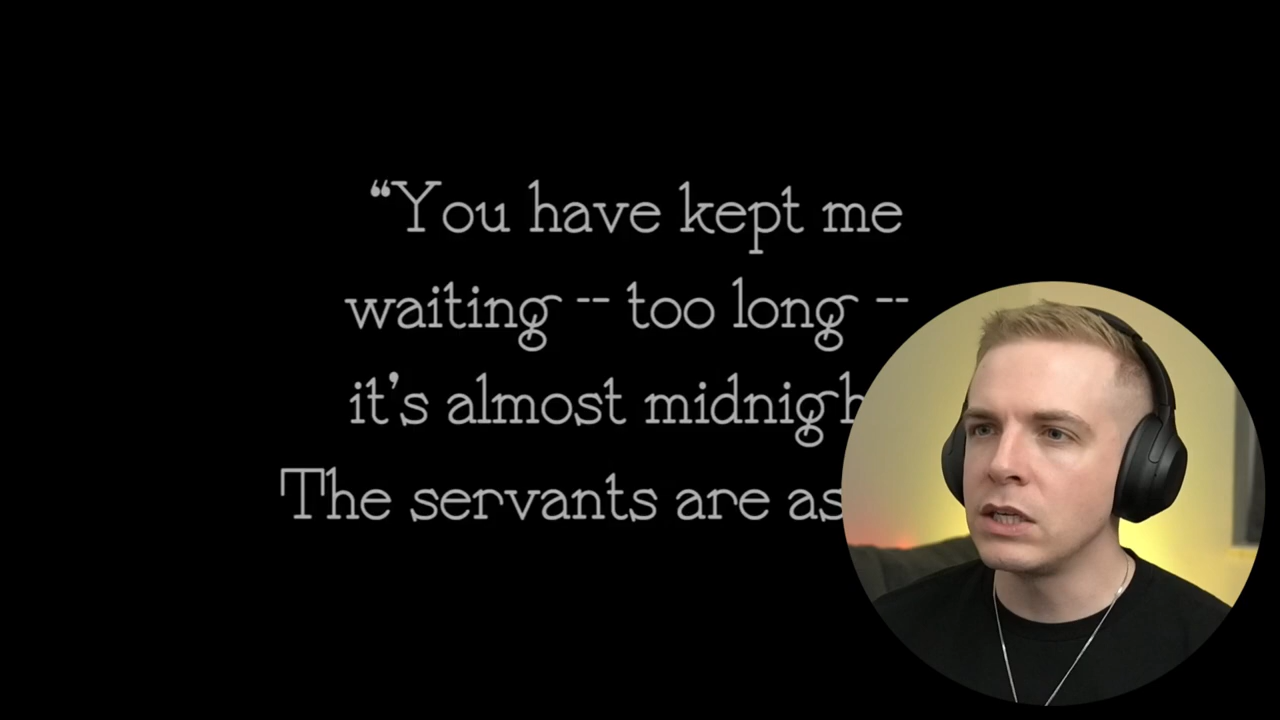 “You have kept me
waiting -- too long --
it’s almost
The servants are